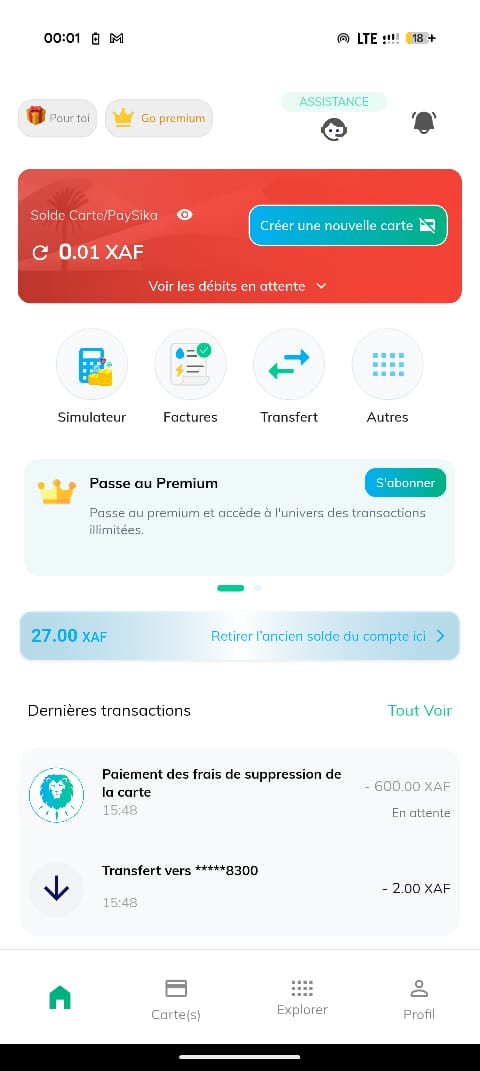 00:01
LTE
18
Pour toi
Go premium
ASSISTANCE
Solde Carte/PaySika
0.01 XAF
Créer une nouvelle carte
Voir les débits en attente
Simulateur
Factures
Transfert
Autres
Passe au Premium
S'abonner
Passe au premium et accède à l'univers des transactions
illimitées.
27.00 XAF
Retirer l'ancien solde du compte ici
Dernières transactions
Tout Voir
Paiement des frais de suppression de
la carte
15:48
- 600.00 XAF
En attente
Transfert vers *****8300
15:48
- 2.00 XAF
Carte(s)
Explorer
Profil